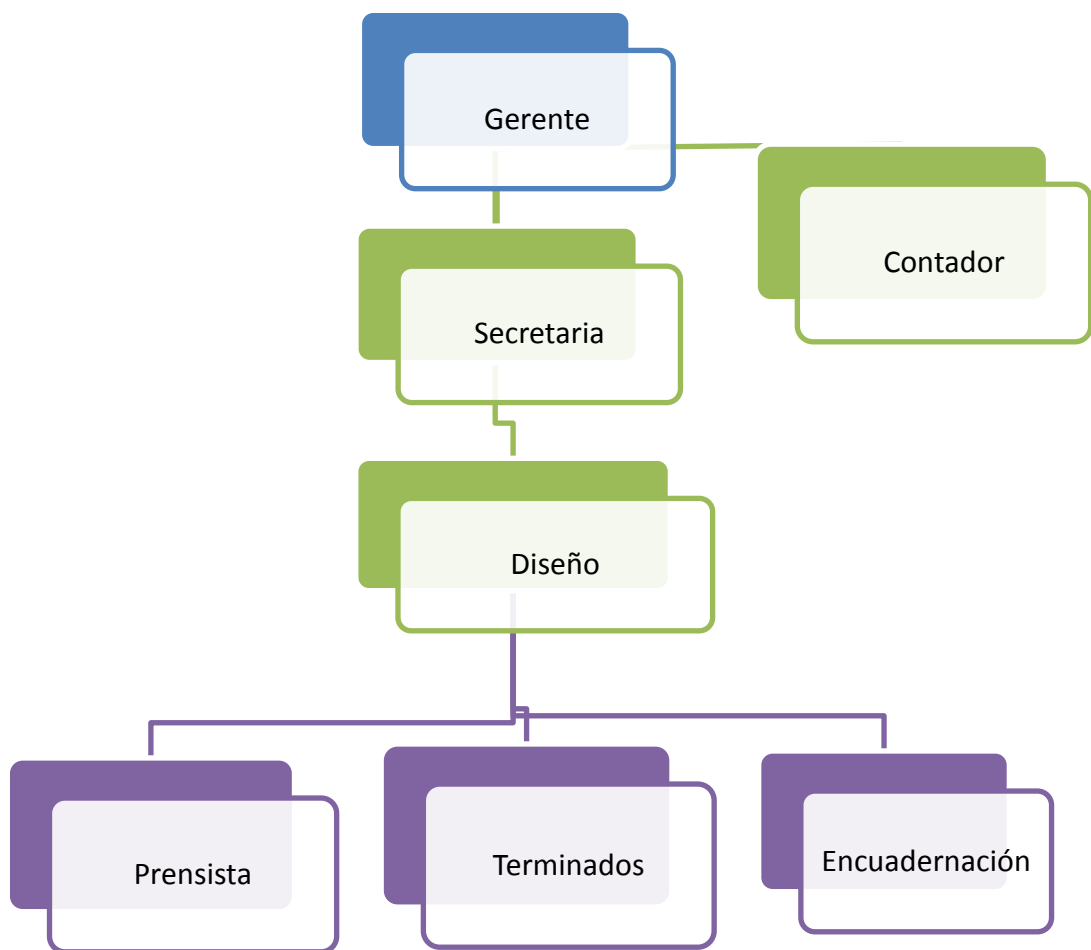 Gerente
Contador
Secretaria
Diseño
Prensista
Terminados
Encuadernación